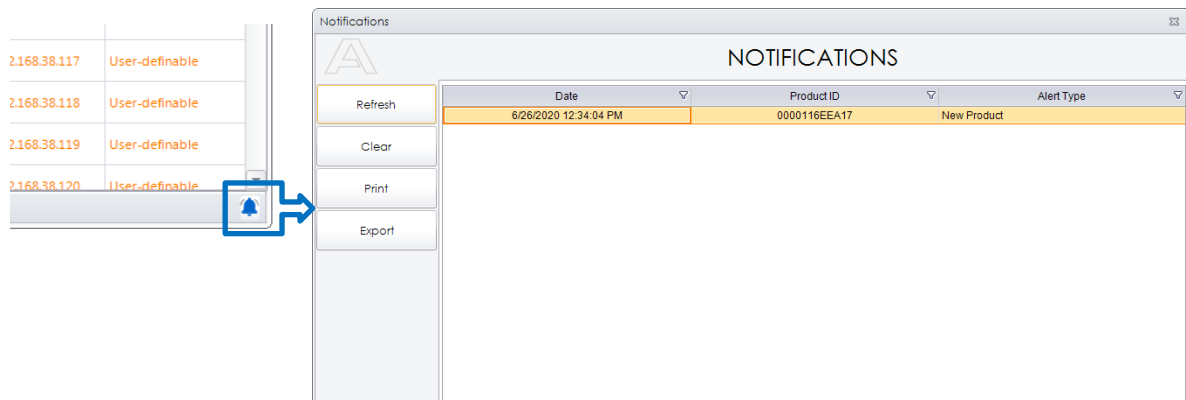 2.168.38.117 User-definable
2.168.38.118 User-definable
2.168.38.119 User-definable
2.168.38.120 User-definable
Notifications
A
NOTIFICATIONS
Refresh
Clear
Print
Export
Date Product ID Alert Type
6/26/2020 12:34:04 PM 0000116EEA17 New Product